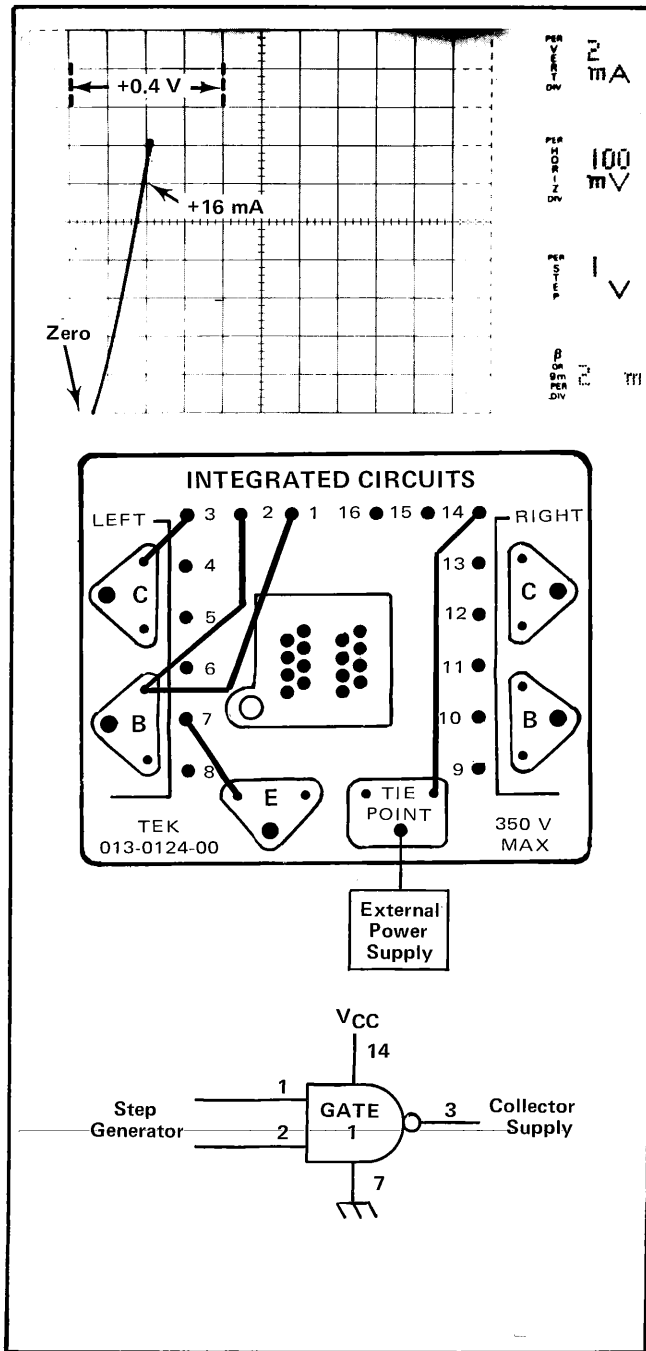 +0.4 V
+16 mA
Zero
PER VERT DIV
2 mA
PER HORIZ DIV
100 mV
PER STEP
1 V
β OR gm PER DIV
2 m
INTEGRATED CIRCUITS
LEFT 3 2 1 16 15 14 RIGHT
4 13
C C
5 12
6 11
B 7 10 B
8 9
E TIE POINT
TEK
013-0124-00
350 V
MAX
External
Power
Supply
VCC
14
1
Step
Generator
2
GATE
1
3
Collector
Supply
7